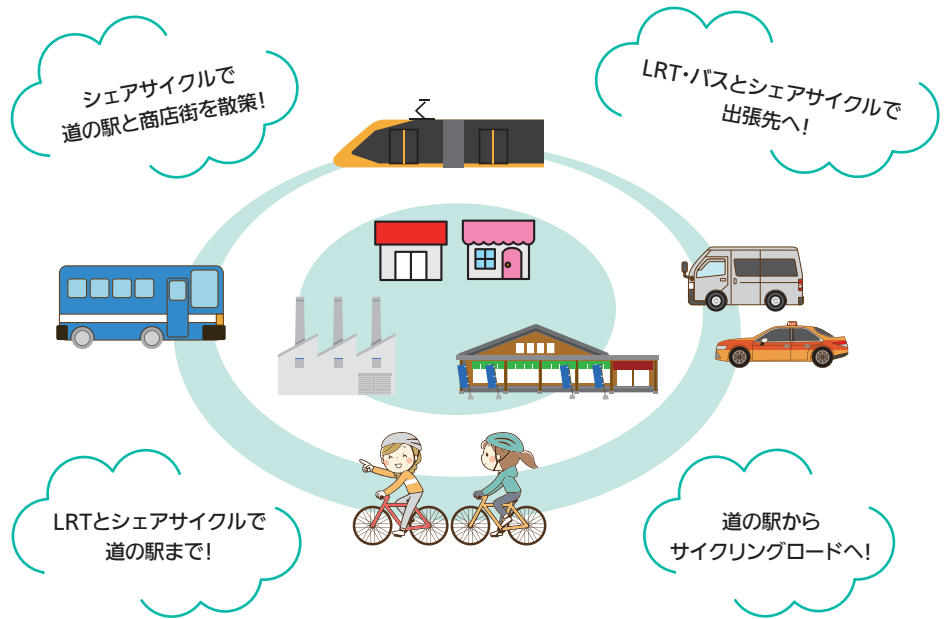 シェアサイクルで
道の駅と商店街を散策!
LRT・バスとシェアサイクルで
出張先へ!
LRTとシェアサイクルで
道の駅まで!
道の駅から
サイクリングロードへ!